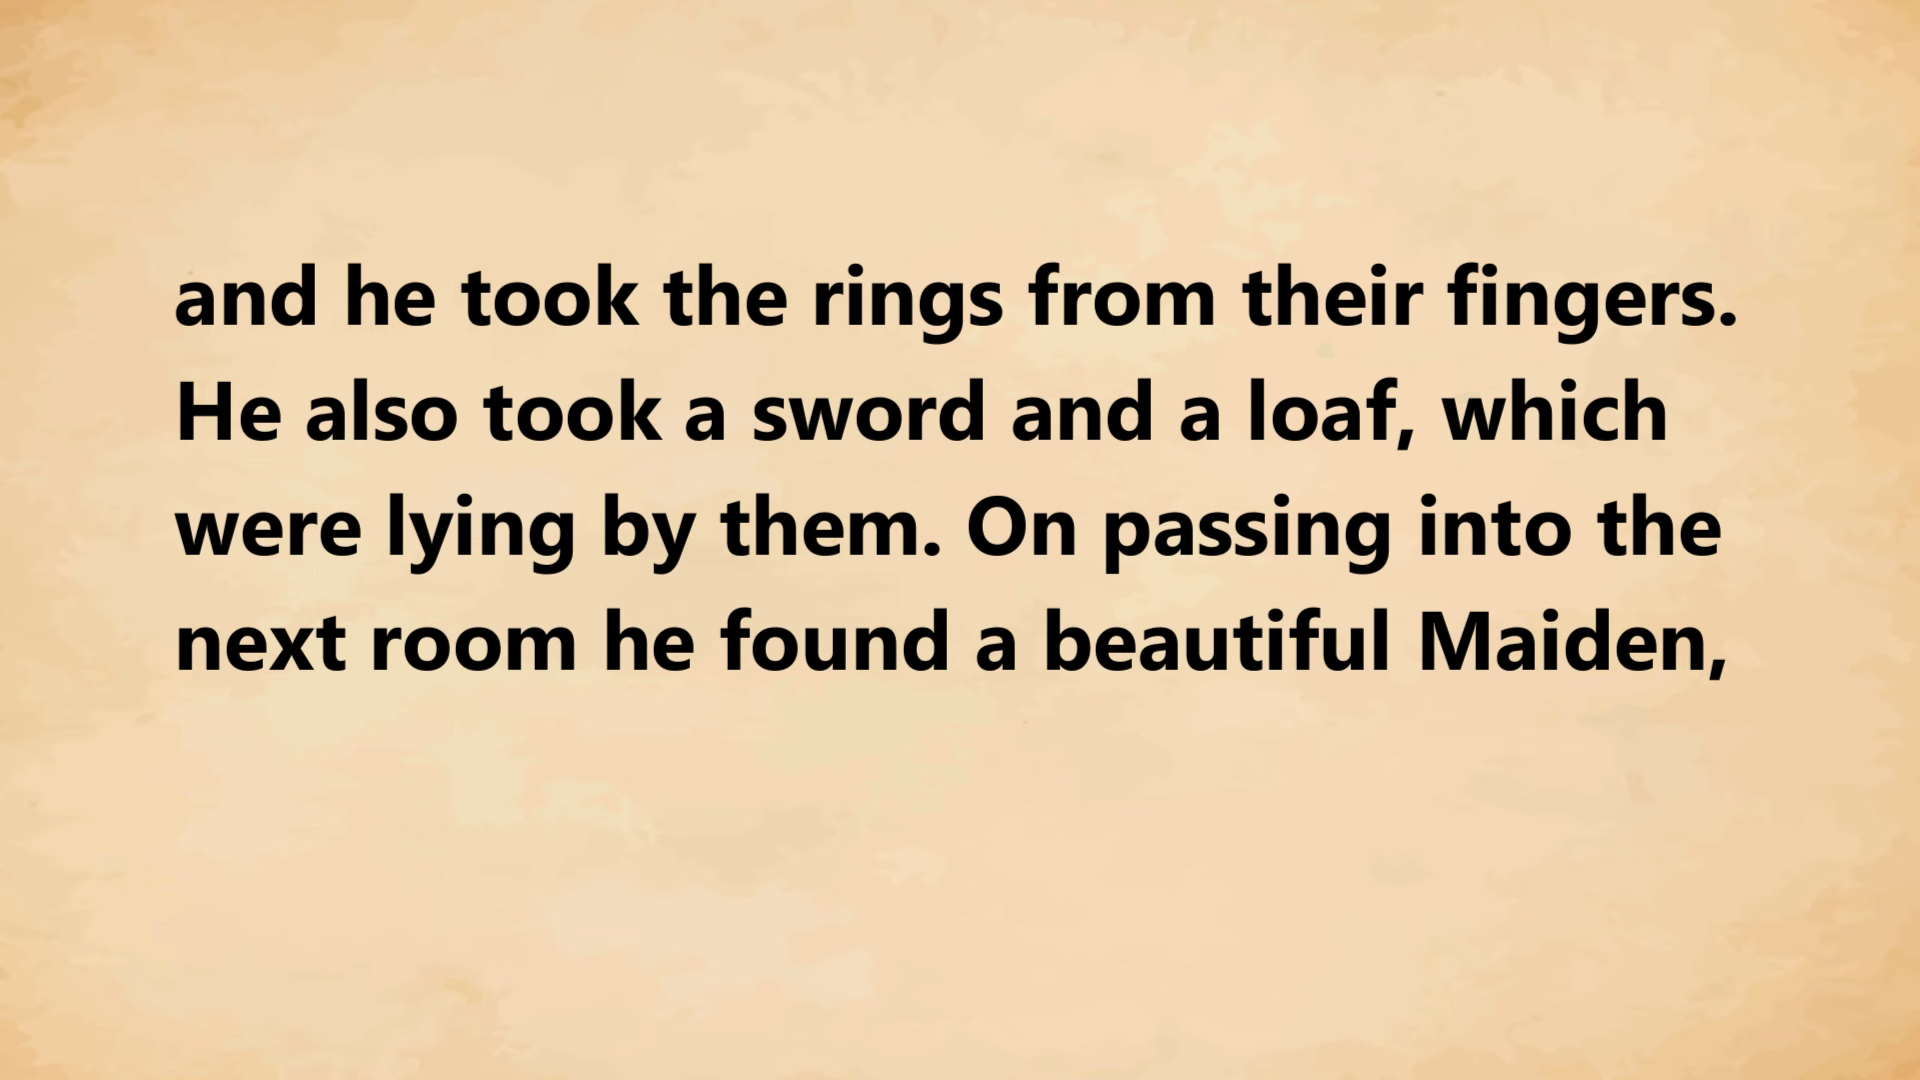 and he took the rings from their fingers.
He also took a sword and a loaf, which
were lying by them. On passing into the
next room he found a beautiful Maiden,